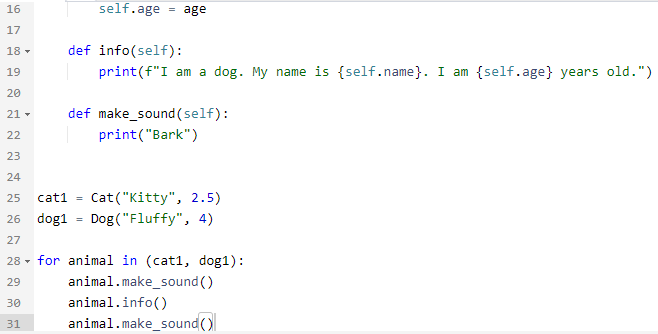 16 self.age = age
17
18 def info(self):
19 print(f"I am a dog. My name is {self.name}. I am {self.age} years old.")
20
21 def make_sound(self):
22 print("Bark")
23
24
25 cat1 = Cat("Kitty", 2.5)
26 dog1 = Dog("Fluffy", 4)
27
28 for animal in (cat1, dog1):
29 animal.make_sound()
30 animal.info()
31 animal.make_sound()